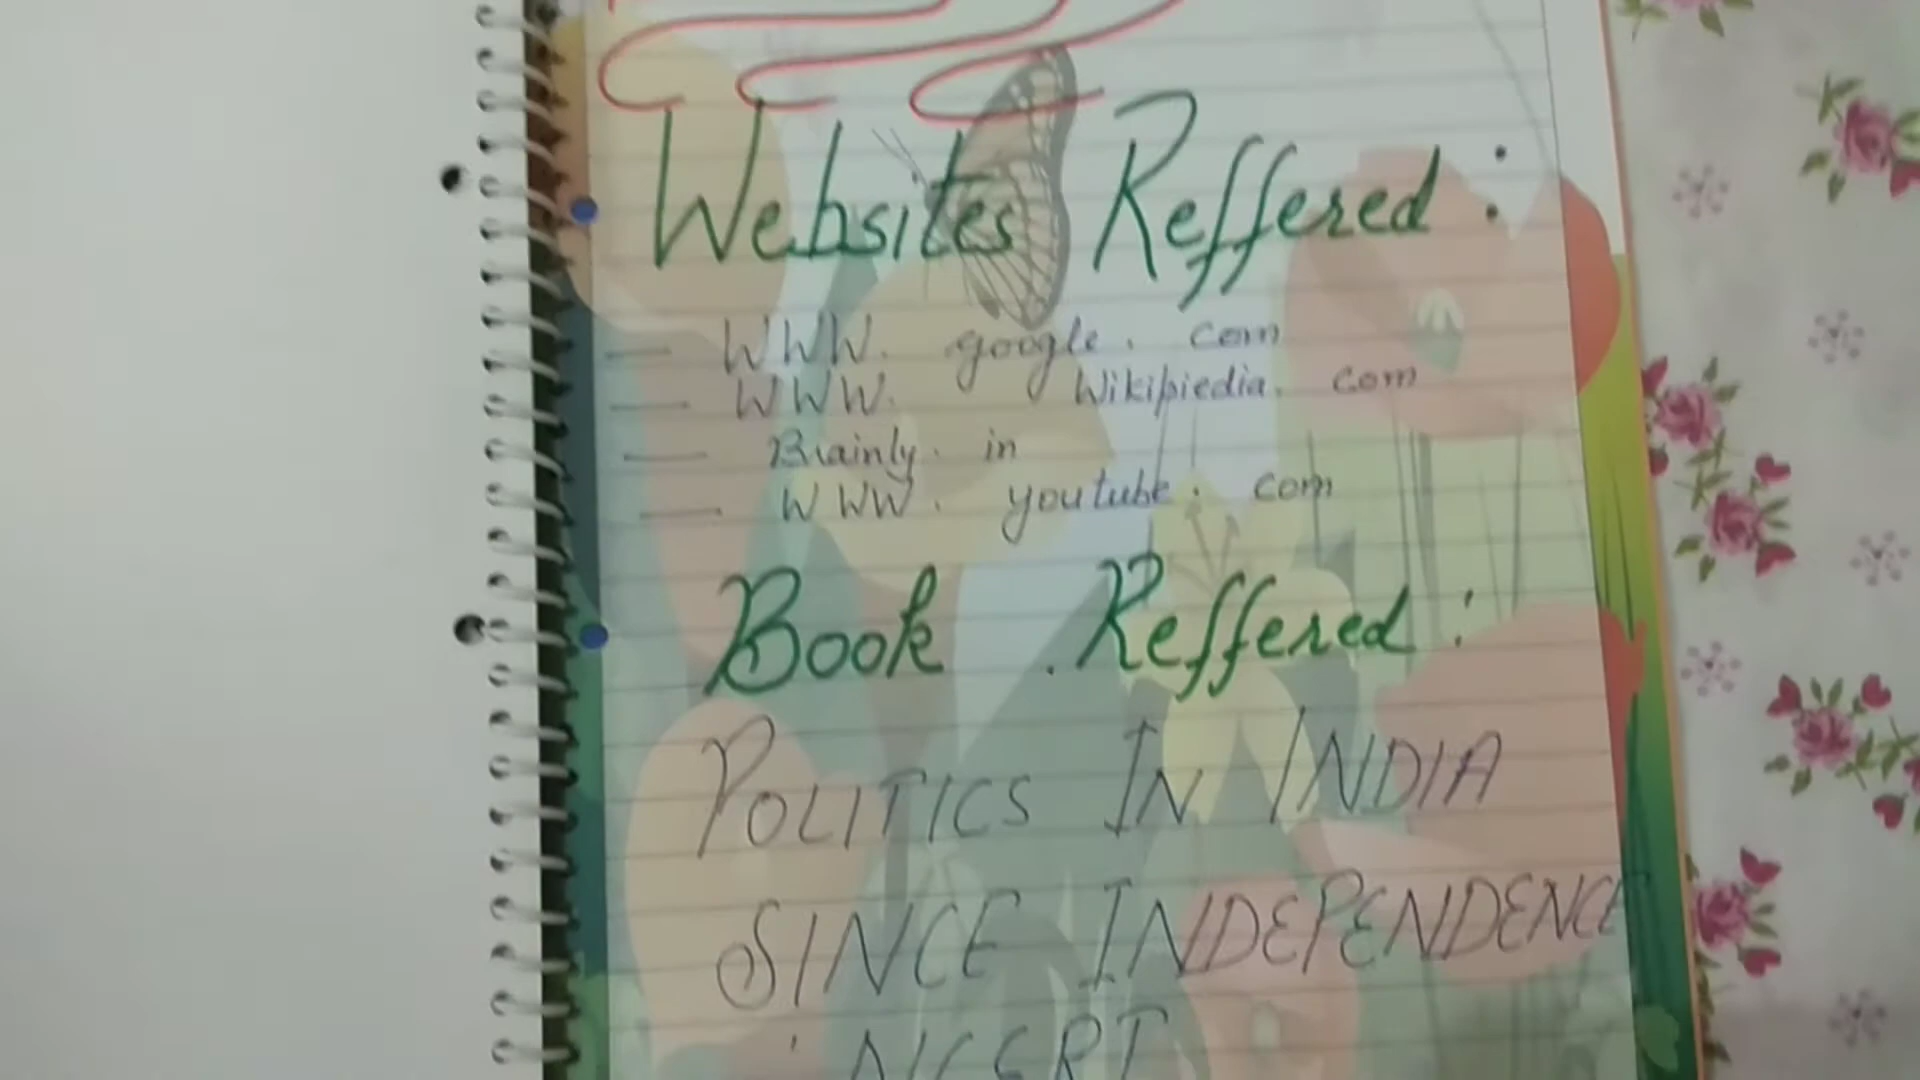 Websites Reffered :
— WWW. google. com
— WWW. Wikipiedia. com
— Brainly. in
— WWW. youtube. com
Book Reffered :
POLITICS IN INDIA
SINCE INDEPENDENCE
' NCERT